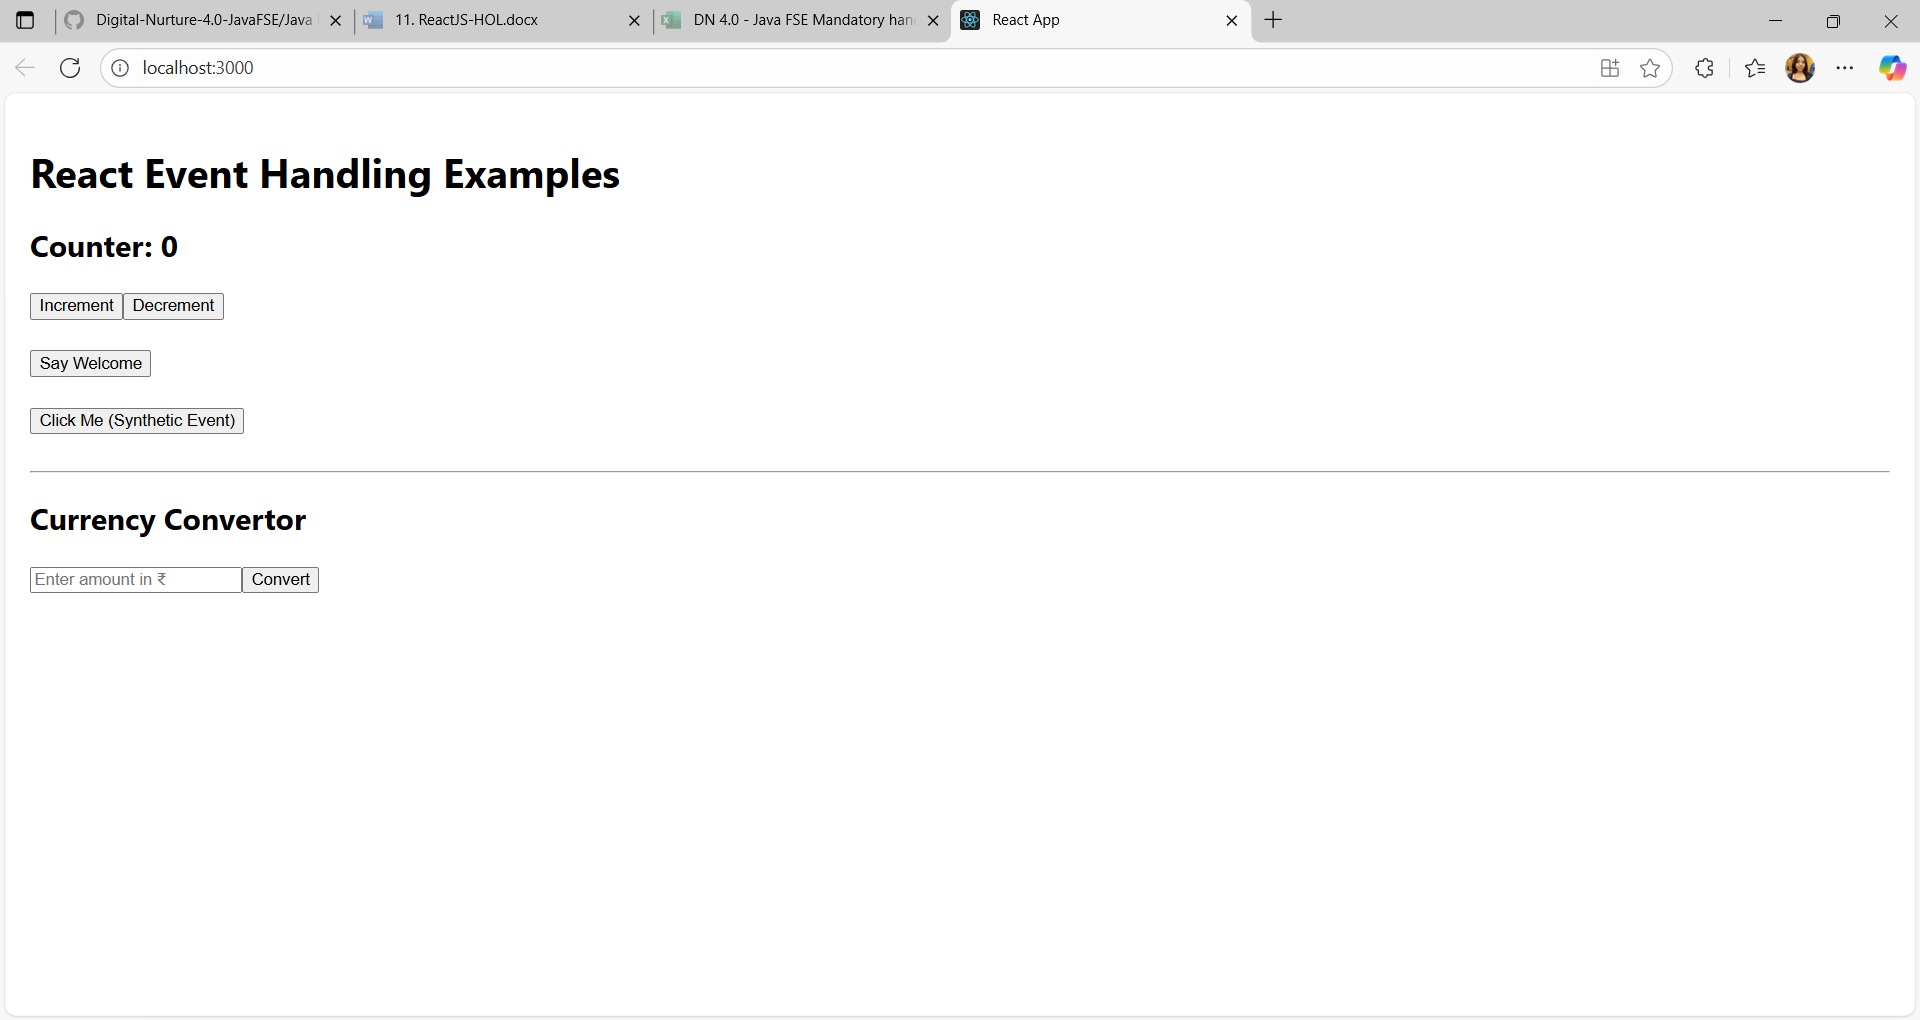 Digital-Nurture-4.0-JavaFSE/Java
11. ReactJS-HOL.docx
DN 4.0 - Java FSE Mandatory han
React App
localhost:3000
React Event Handling Examples
Counter: 0
Increment Decrement
Say Welcome
Click Me (Synthetic Event)
Currency Convertor
Enter amount in ₹ Convert